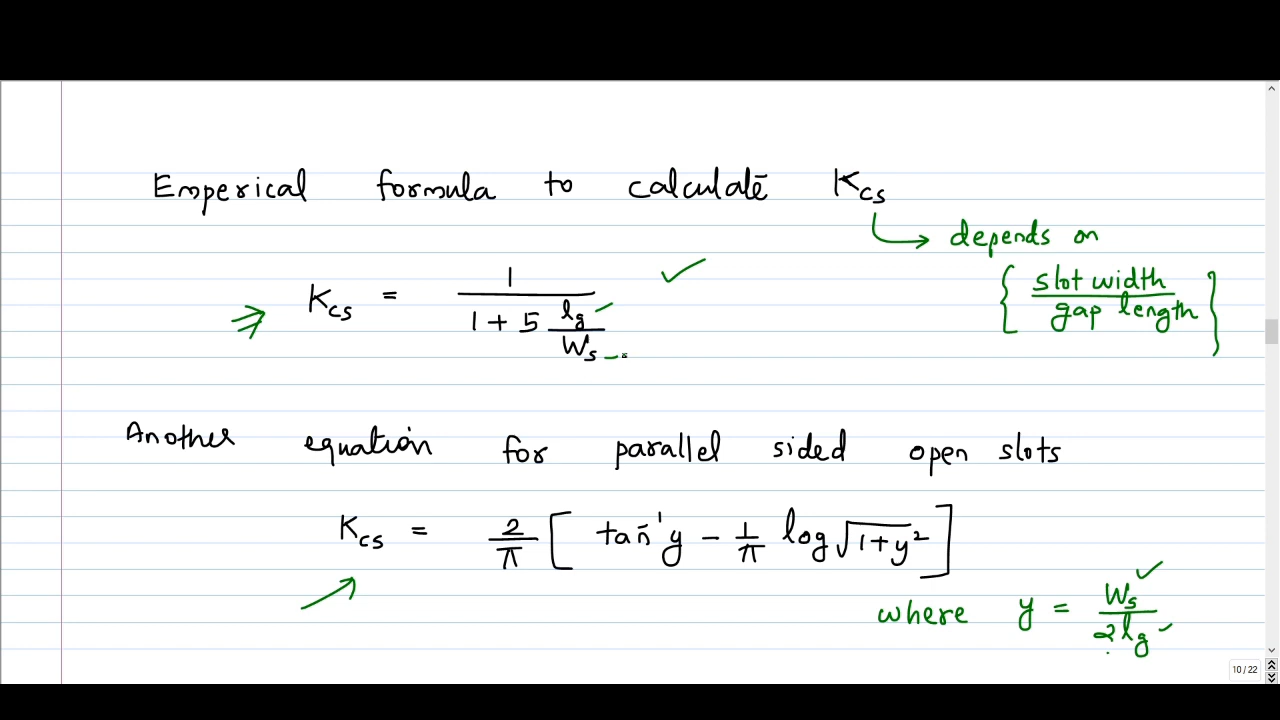 Emperical formula to calculate Kcs
depends on
{ slot width / gap length }
Kcs = 1 / (1 + 5 lg / Ws)
Another equation for parallel sided open slots
Kcs = 2/π [ tan⁻¹y - 1/π log √(1+y²) ]
where y = Ws / 2lg
10 / 22